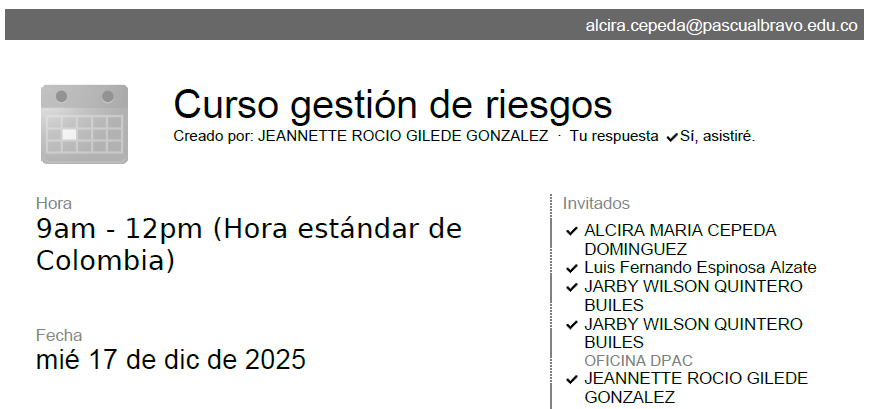 alcira.cepeda@pascualbravo.edu.co
Curso gestión de riesgos
Creado por: JEANNETTE ROCIO GILEDE GONZALEZ · Tu respuesta ✔Sí, asistiré.
Hora
9am - 12pm (Hora estándar de
Colombia)
Fecha
mié 17 de dic de 2025
Invitados
✔ ALCIRA MARIA CEPEDA
DOMINGUEZ
✔ Luis Fernando Espinosa Alzate
✔ JARBY WILSON QUINTERO
BUILES
✔ JARBY WILSON QUINTERO
BUILES
OFICINA DPAC
✔ JEANNETTE ROCIO GILEDE
GONZALEZ